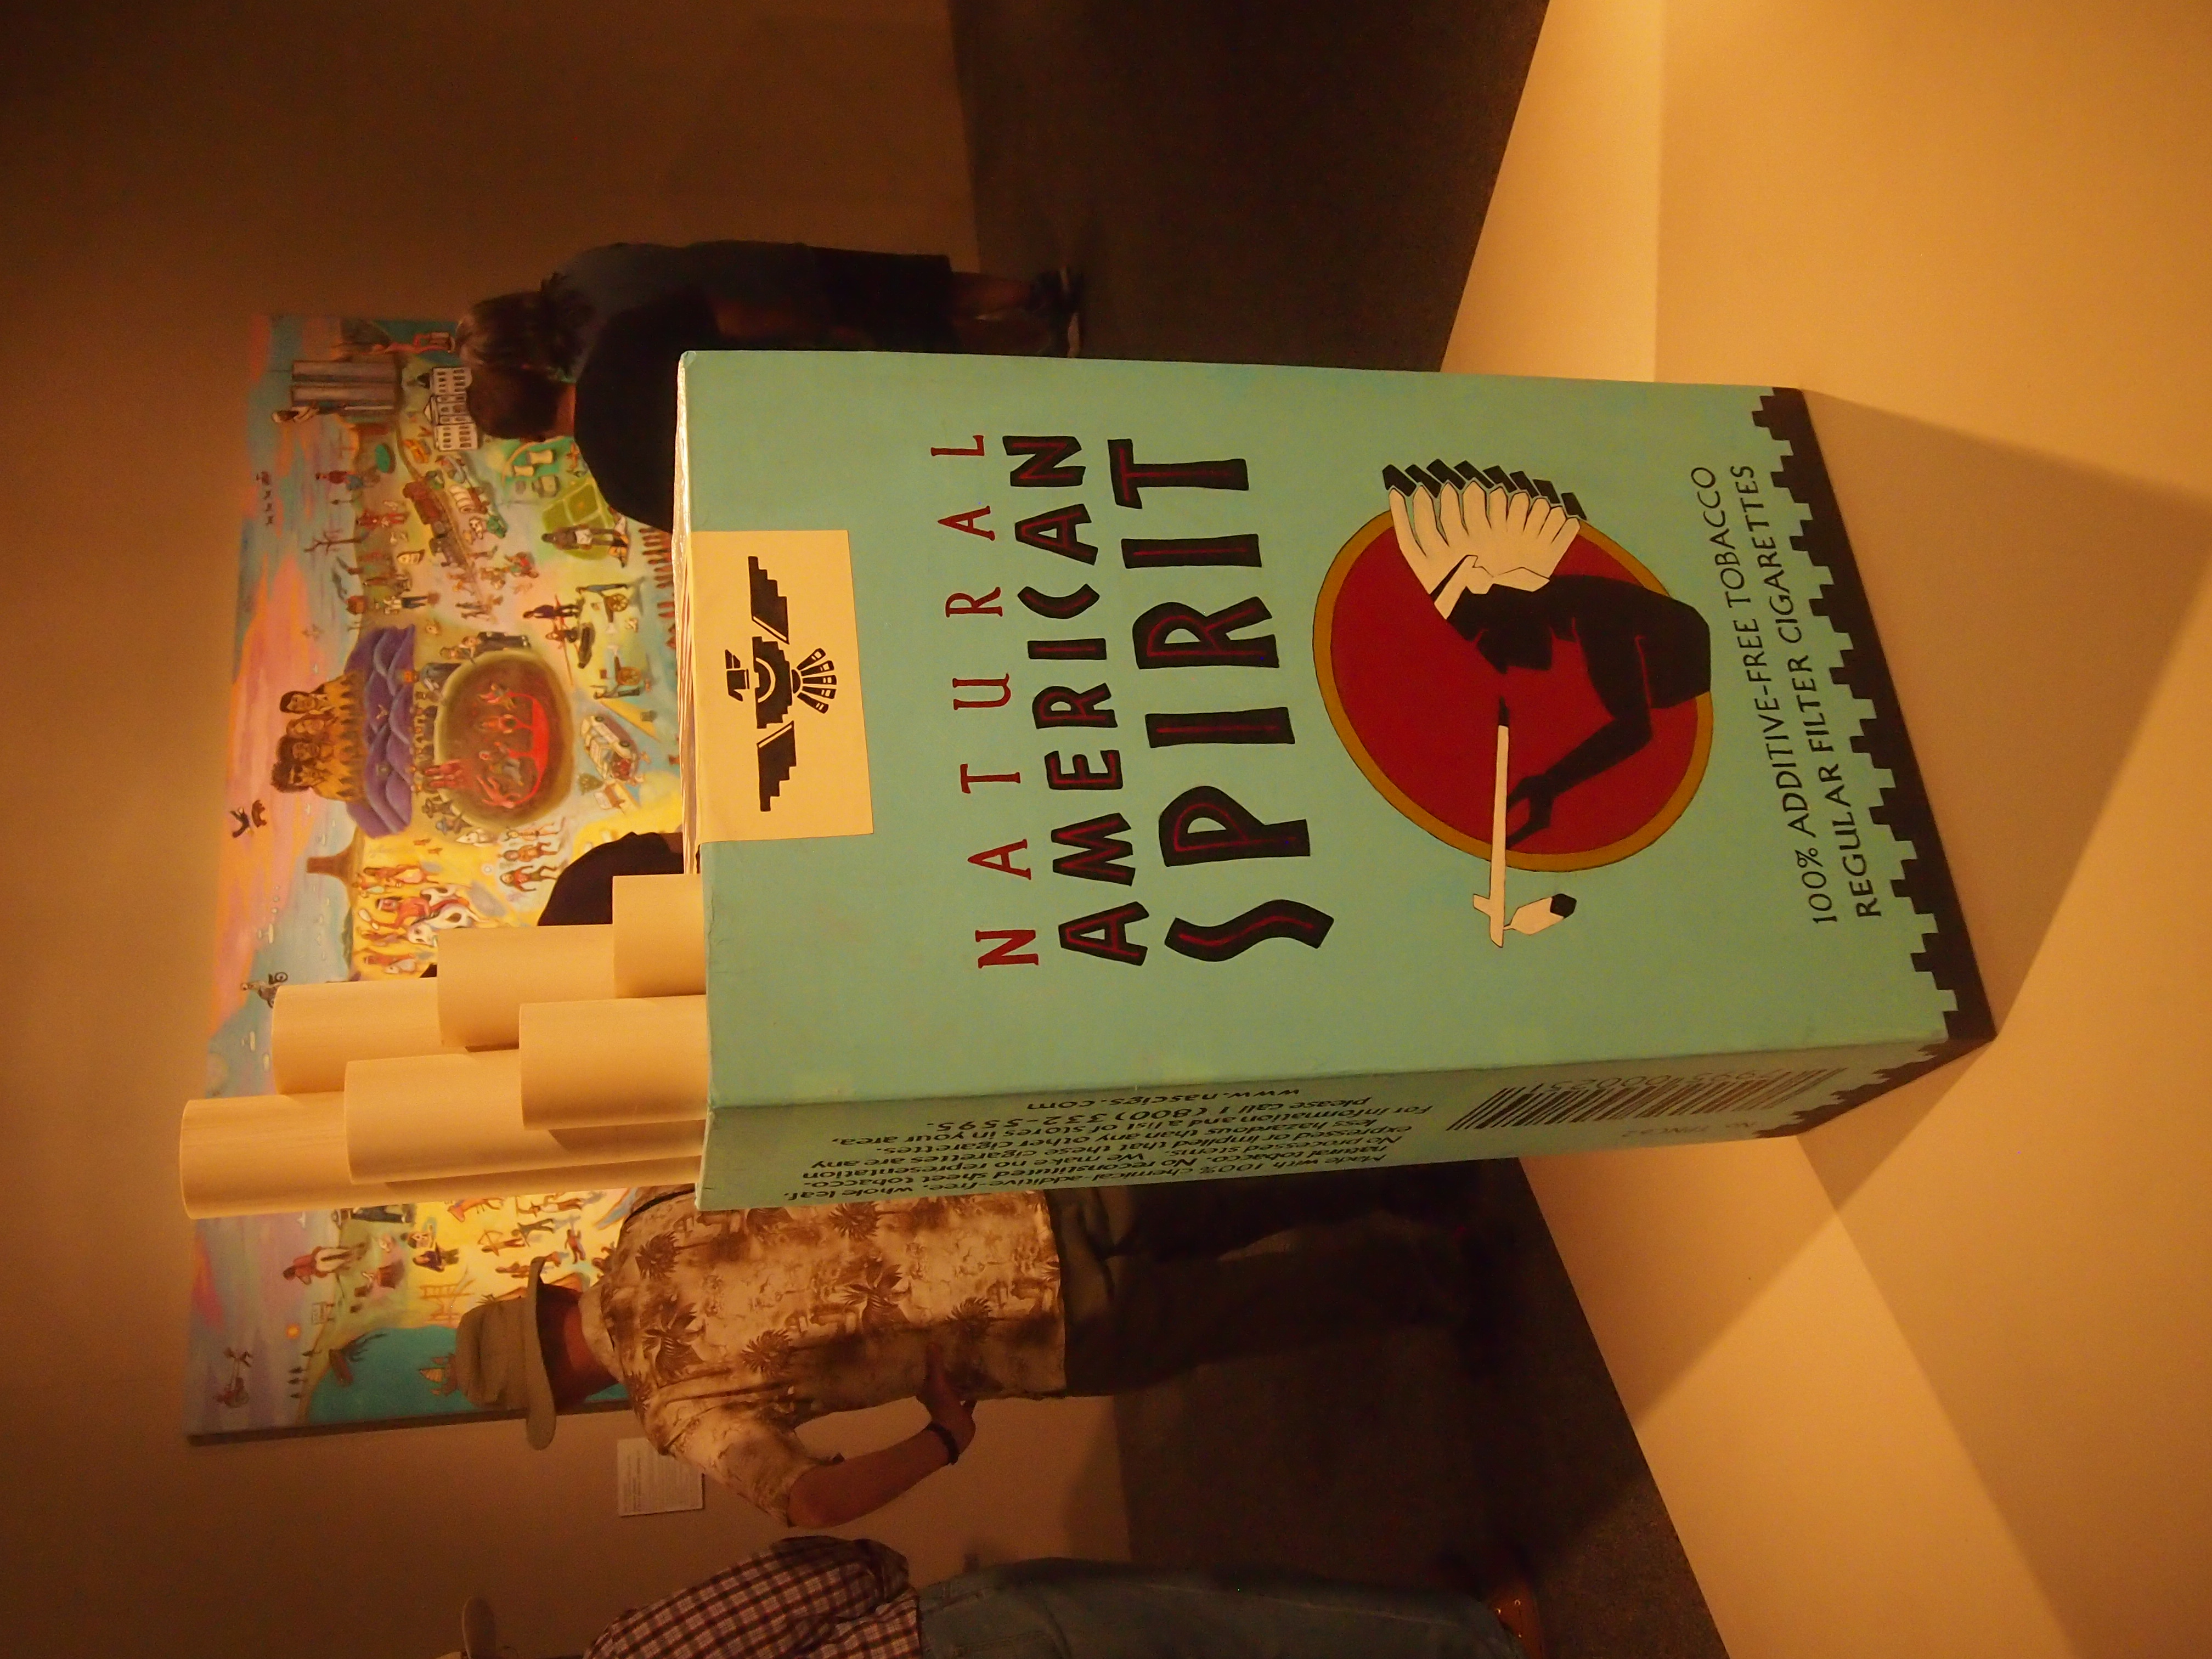 NATURAL
AMERICAN
SPIRIT
100% ADDITIVE-FREE TOBACCO
REGULAR FILTER CIGARETTES
Made with 100% chemical-additive-free, whole leaf,
natural tobacco. No reconstituted sheet tobacco.
No processed stems. We make no representation
expressed or implied that these cigarettes are any
less hazardous than any other cigarettes.
For information and a list of stores in your area,
please call 1 (800) 332-5595.
www.nascigs.com